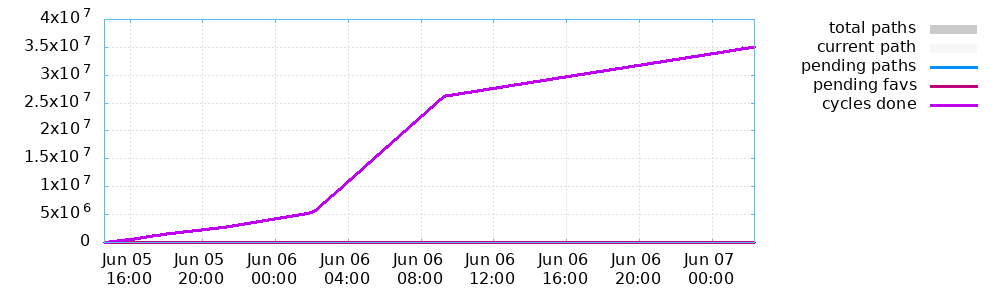 4x10^7
3.5x10^7
3x10^7
2.5x10^7
2x10^7
1.5x10^7
1x10^7
5x10^6
0
Jun 05 Jun 05 Jun 06 Jun 06 Jun 06 Jun 06 Jun 06 Jun 06 Jun 07
16:00 20:00 00:00 04:00 08:00 12:00 16:00 20:00 00:00
total paths
current path
pending paths
pending favs
cycles done